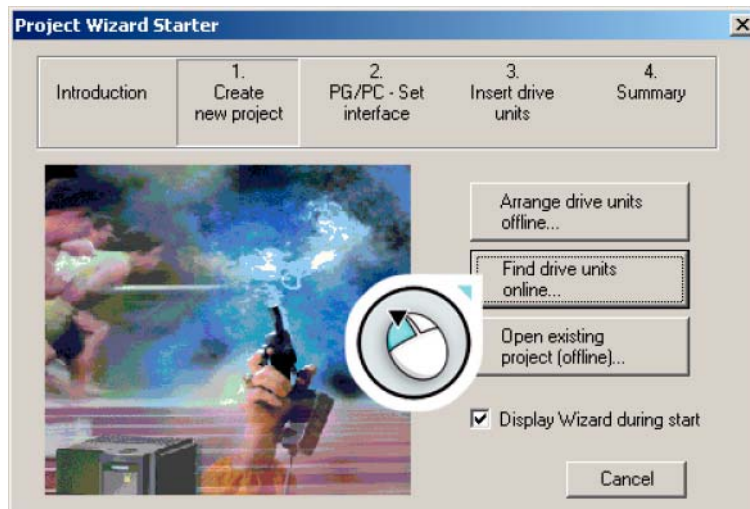 Project Wizard Starter
Introduction
1.
Create
new project
2.
PG/PC - Set
interface
3.
Insert drive
units
4.
Summary
Arrange drive units
offline...
Find drive units
online...
Open existing
project (offline)...
Display Wizard during start
Cancel